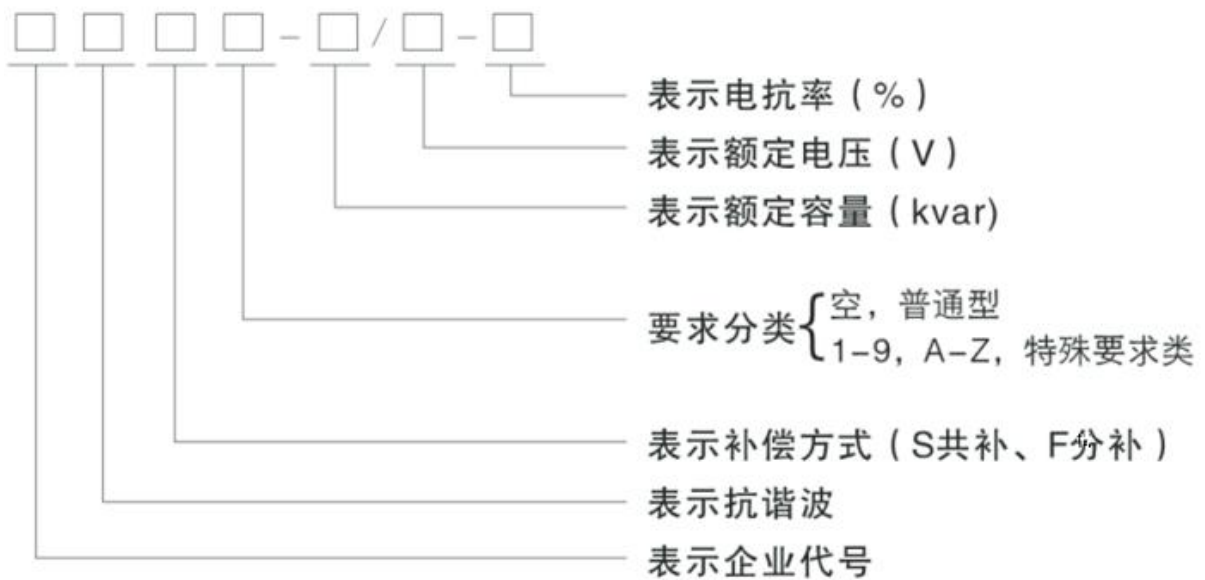 □ □ □ □ - □ / □ - □
表示电抗率（%）
表示额定电压（V）
表示额定容量（kvar)
要求分类{空，普通型
1-9，A-Z，特殊要求类
表示补偿方式（S共补、F分补）
表示抗谐波
表示企业代号